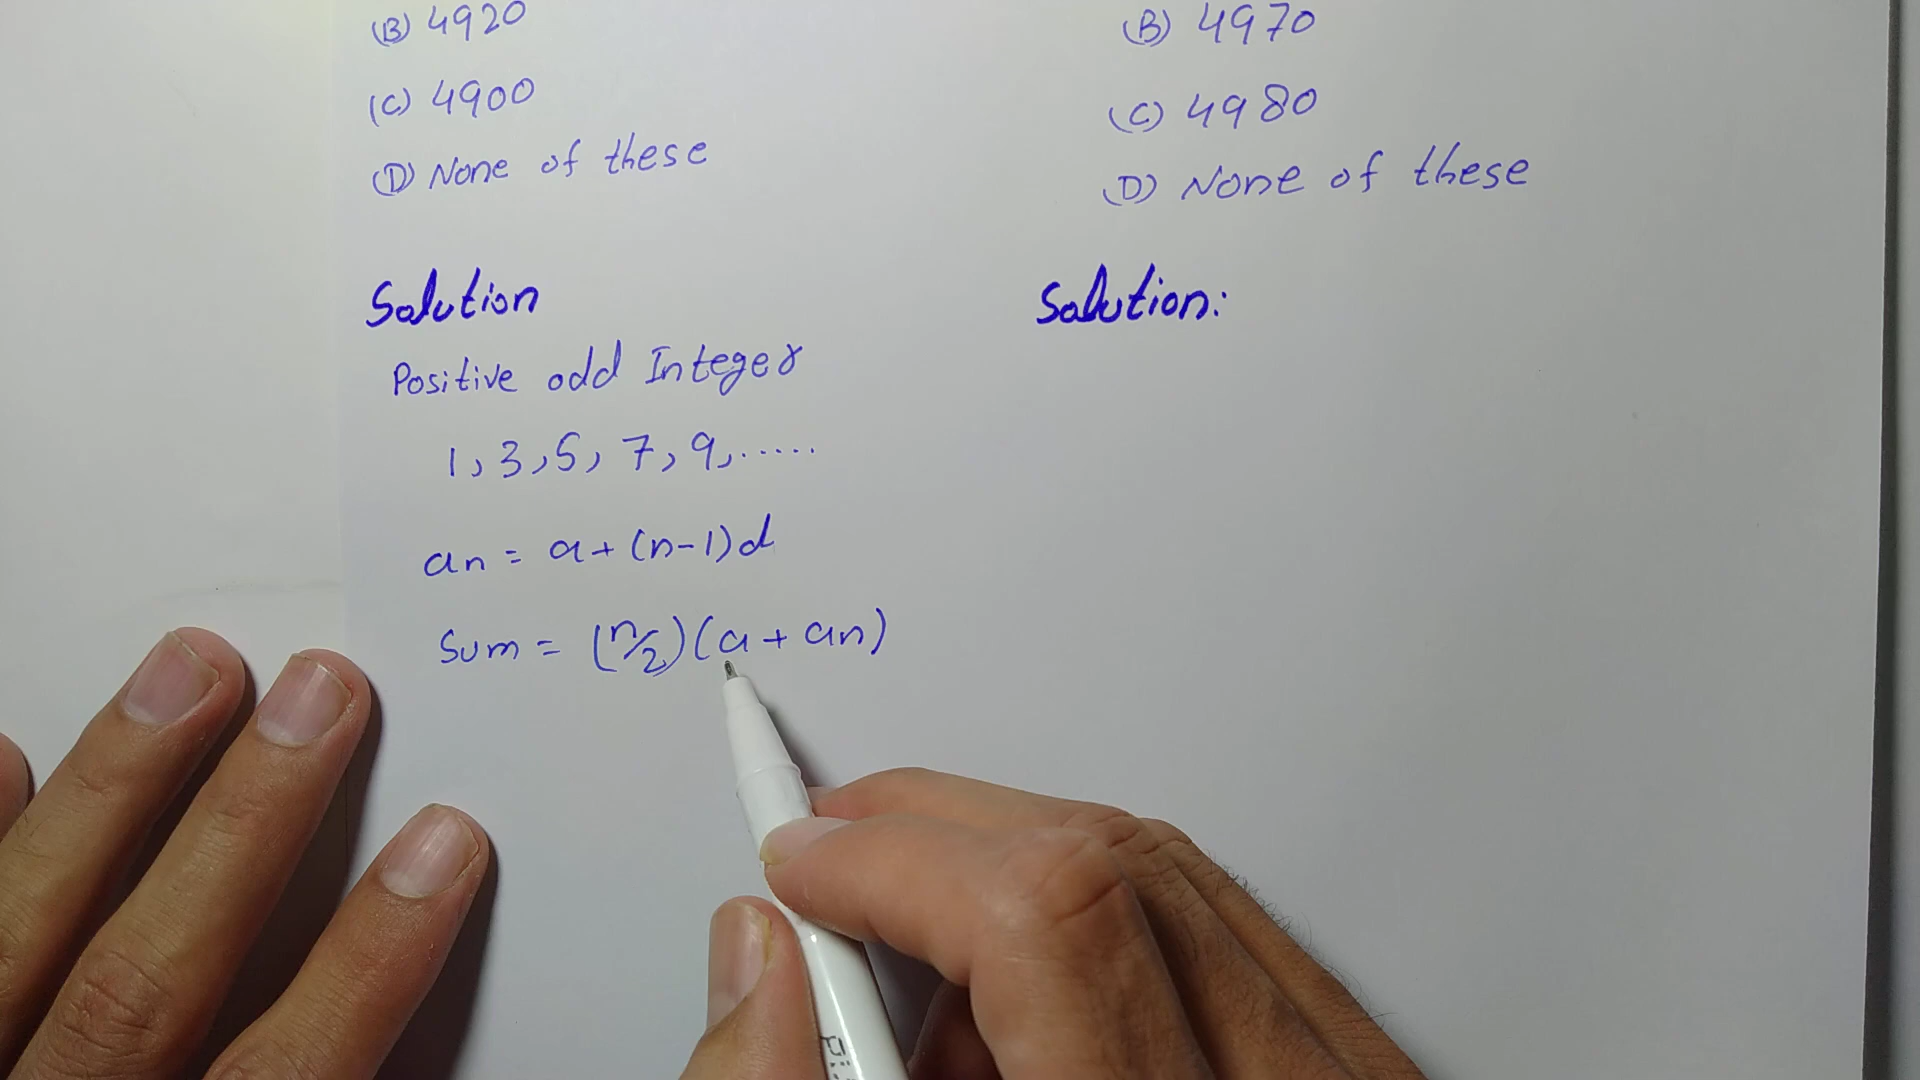 (B) 4920
(C) 4900
(D) None of these
Solution
Positive odd Integer
1, 3, 5, 7, 9, .....
an = a + (n-1)d
Sum = (n/2)(a + an)
(B) 4970
(C) 4980
(D) None of these
Solution: